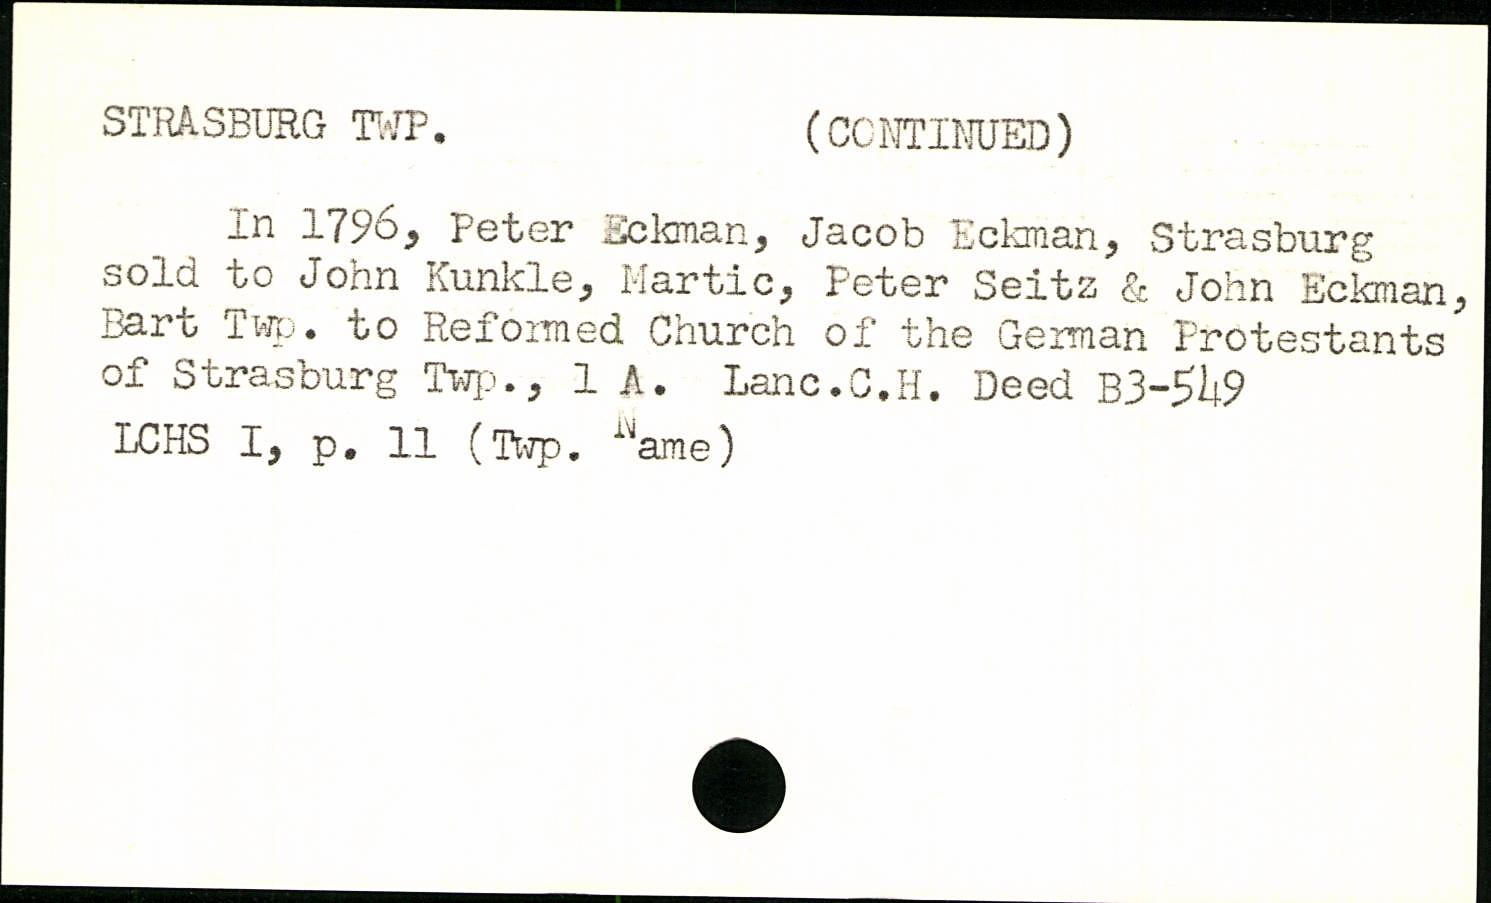 STRASBURG TWP. (CONTINUED)
In 1796, Peter Eckman, Jacob Eckman, Strasburg
sold to John Kunkle, Martic, Peter Seitz & John Eckman,
Bart Twp. to Reformed Church of the German Protestants
of Strasburg Twp., 1 A. Lanc.C.H. Deed B3-549
LCHS I, p. 11 (Twp. Name)